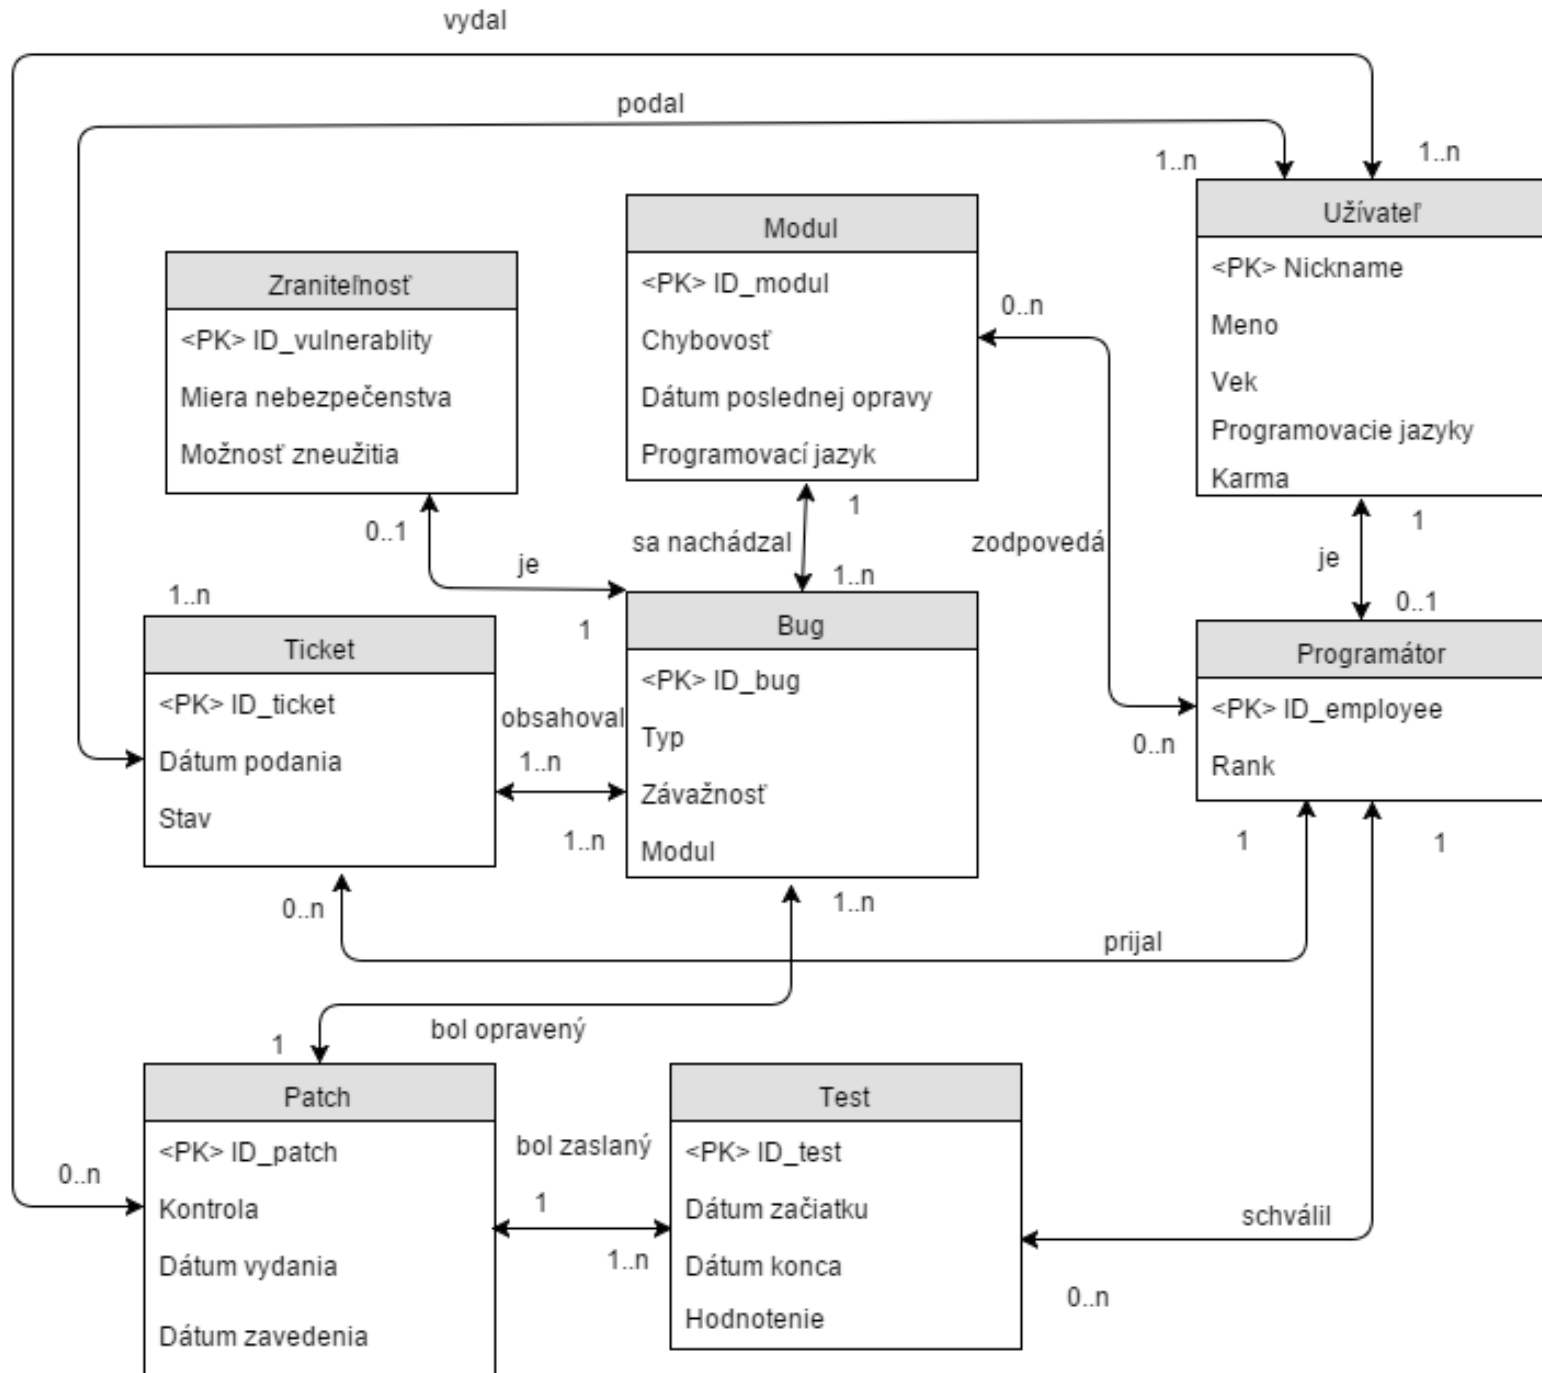 vydal
podal
1..n
1..n
Užívateľ
<PK> Nickname
Meno
Vek
Programovacie jazyky
Karma
Modul
<PK> ID_modul
Chybovosť
Dátum poslednej opravy
Programovací jazyk
Zraniteľnosť
<PK> ID_vulnerablity
Miera nebezpečenstva
Možnosť zneužitia
0..n
0..1
je
1
sa nachádzal
1
1..n
zodpovedá
1
je
0..1
1..n
Ticket
<PK> ID_ticket
Dátum podania
Stav
obsahoval
1..n
1..n
Bug
<PK> ID_bug
Typ
Závažnosť
Modul
Programátor
<PK> ID_employee
Rank
0..n
1
1
0..n
1..n
prijal
bol opravený
1
Patch
<PK> ID_patch
Kontrola
Dátum vydania
Dátum zavedenia
0..n
bol zaslaný
1
1..n
Test
<PK> ID_test
Dátum začiatku
Dátum konca
Hodnotenie
schválil
0..n